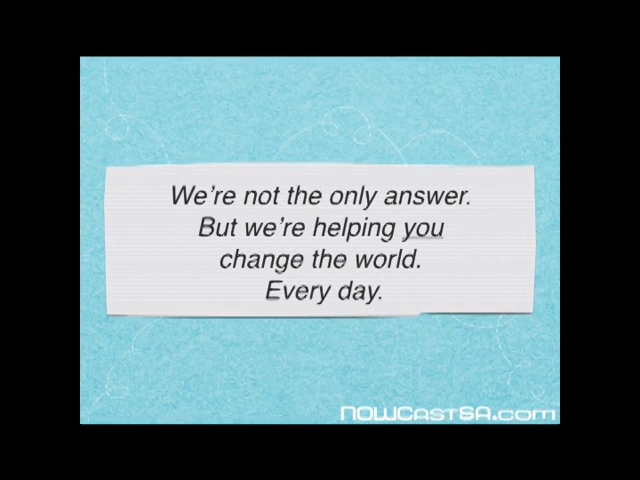 We're not the only answer.
But we're helping you
change the world.
Every day.
NOWCastSA.com